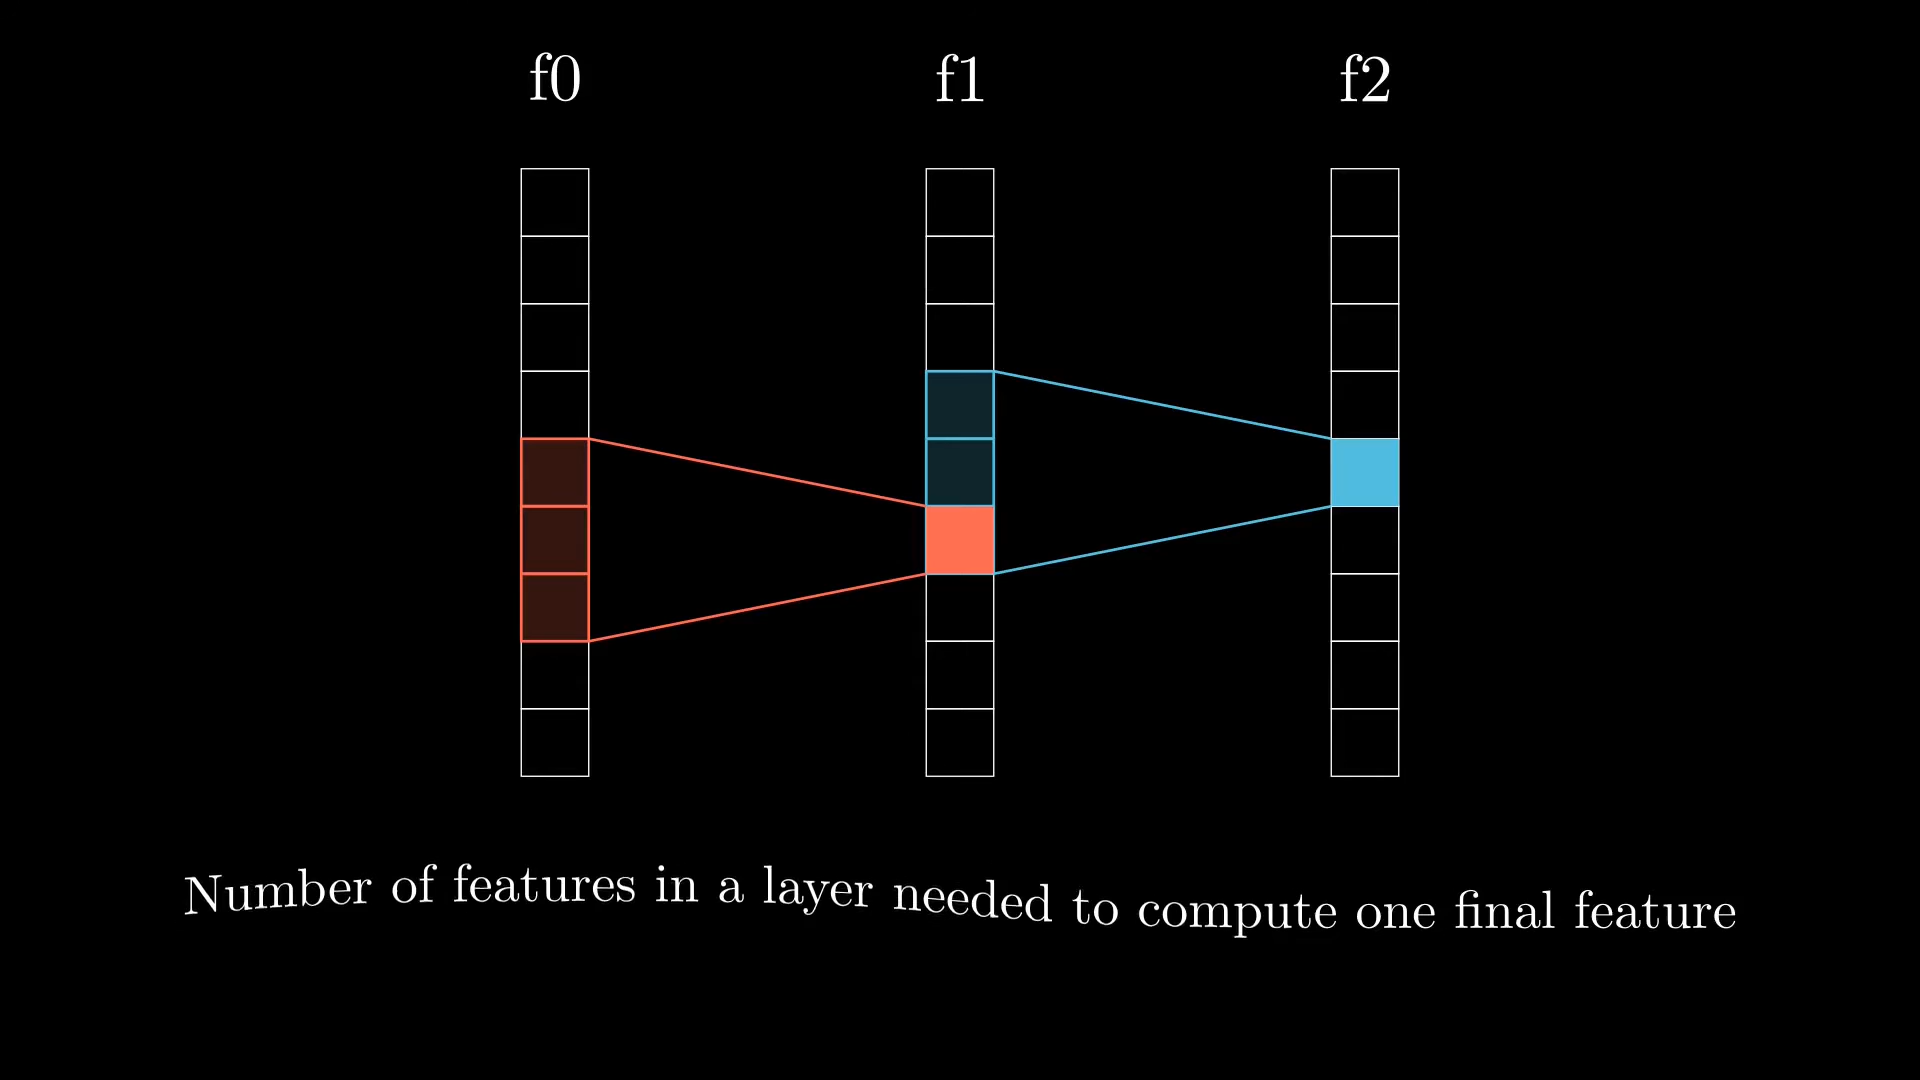 f0 f1 f2
Number of features in a layer needed to compute one final feature